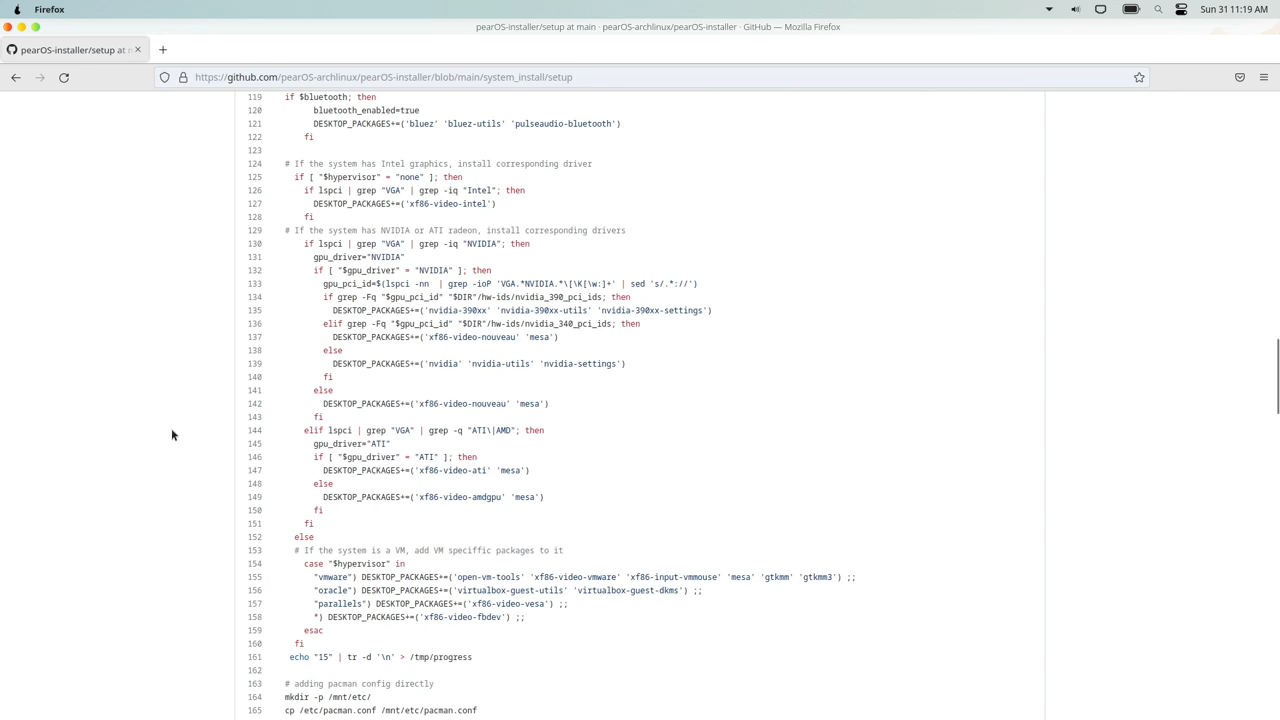 Firefox
Sun 31 11:19 AM
pearOS-installer/setup at main · pearOS-archlinux/pearOS-installer · GitHub — Mozilla Firefox
pearOS-installer/setup at
https://github.com/pearOS-archlinux/pearOS-installer/blob/main/system_install/setup
119 if $bluetooth; then
120 bluetooth_enabled=true
121 DESKTOP_PACKAGES+=('bluez' 'bluez-utils' 'pulseaudio-bluetooth')
122 fi
123
124 # If the system has Intel graphics, install corresponding driver
125 if [ "$hypervisor" = "none" ]; then
126 if lspci | grep "VGA" | grep -iq "Intel"; then
127 DESKTOP_PACKAGES+=('xf86-video-intel')
128 fi
129 # If the system has NVIDIA or ATI radeon, install corresponding drivers
130 if lspci | grep "VGA" | grep -iq "NVIDIA"; then
131 gpu_driver="NVIDIA"
132 if [ "$gpu_driver" = "NVIDIA" ]; then
133 gpu_pci_id=$(lspci -nn  | grep -ioP 'VGA.*NVIDIA.*\[\K[\w:]+' | sed 's/.*://')
134 if grep -Fq "$gpu_pci_id" "$DIR"/hw-ids/nvidia_390_pci_ids; then
135 DESKTOP_PACKAGES+=('nvidia-390xx' 'nvidia-390xx-utils' 'nvidia-390xx-settings')
136 elif grep -Fq "$gpu_pci_id" "$DIR"/hw-ids/nvidia_340_pci_ids; then
137 DESKTOP_PACKAGES+=('xf86-video-nouveau' 'mesa')
138 else
139 DESKTOP_PACKAGES+=('nvidia' 'nvidia-utils' 'nvidia-settings')
140 fi
141 else
142 DESKTOP_PACKAGES+=('xf86-video-nouveau' 'mesa')
143 fi
144 elif lspci | grep "VGA" | grep -q "ATI\|AMD"; then
145 gpu_driver="ATI"
146 if [ "$gpu_driver" = "ATI" ]; then
147 DESKTOP_PACKAGES+=('xf86-video-ati' 'mesa')
148 else
149 DESKTOP_PACKAGES+=('xf86-video-amdgpu' 'mesa')
150 fi
151 fi
152 else
153 # If the system is a VM, add VM speciffic packages to it
154 case "$hypervisor" in
155 "vmware") DESKTOP_PACKAGES+=('open-vm-tools' 'xf86-video-vmware' 'xf86-input-vmmouse' 'mesa' 'gtkmm' 'gtkmm3') ;;
156 "oracle") DESKTOP_PACKAGES+=('virtualbox-guest-utils' 'virtualbox-guest-dkms') ;;
157 "parallels") DESKTOP_PACKAGES+=('xf86-video-vesa') ;;
158 *) DESKTOP_PACKAGES+=('xf86-video-fbdev') ;;
159 esac
160 fi
161 echo "15" | tr -d '\n' > /tmp/progress
162
163 # adding pacman config directly
164 mkdir -p /mnt/etc/
165 cp /etc/pacman.conf /mnt/etc/pacman.conf